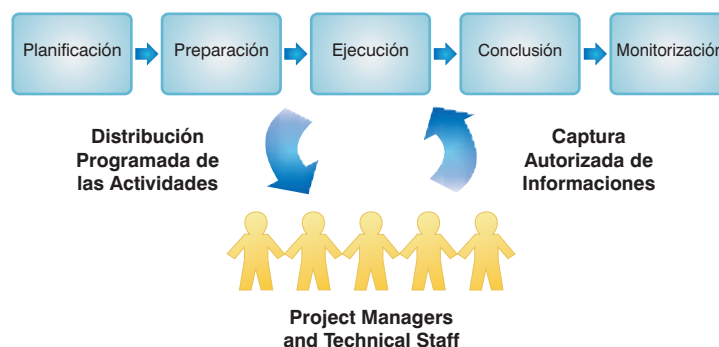 Planificación
Preparación
Ejecución
Conclusión
Monitorización
Distribución
Programada de
las Actividades
Captura
Autorizada de
Informaciones
Project Managers
and Technical Staff